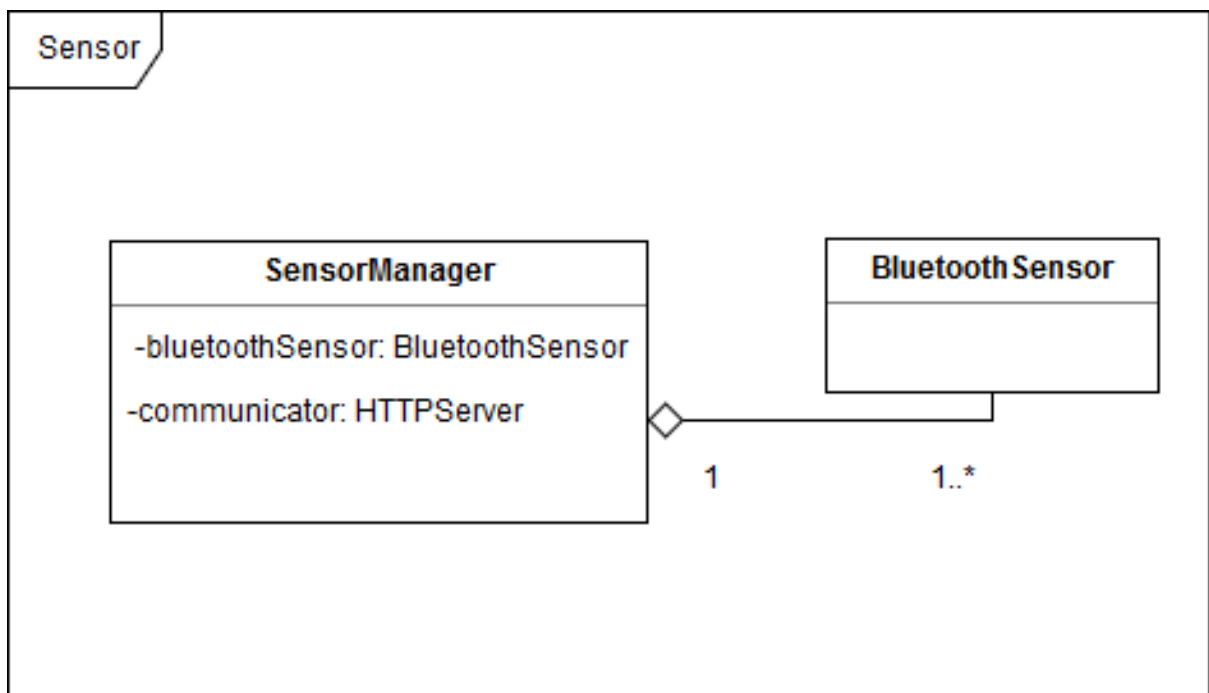 Sensor
SensorManager
-bluetoothSensor: BluetoothSensor
-communicator: HTTPServer
BluetoothSensor
1
1..*